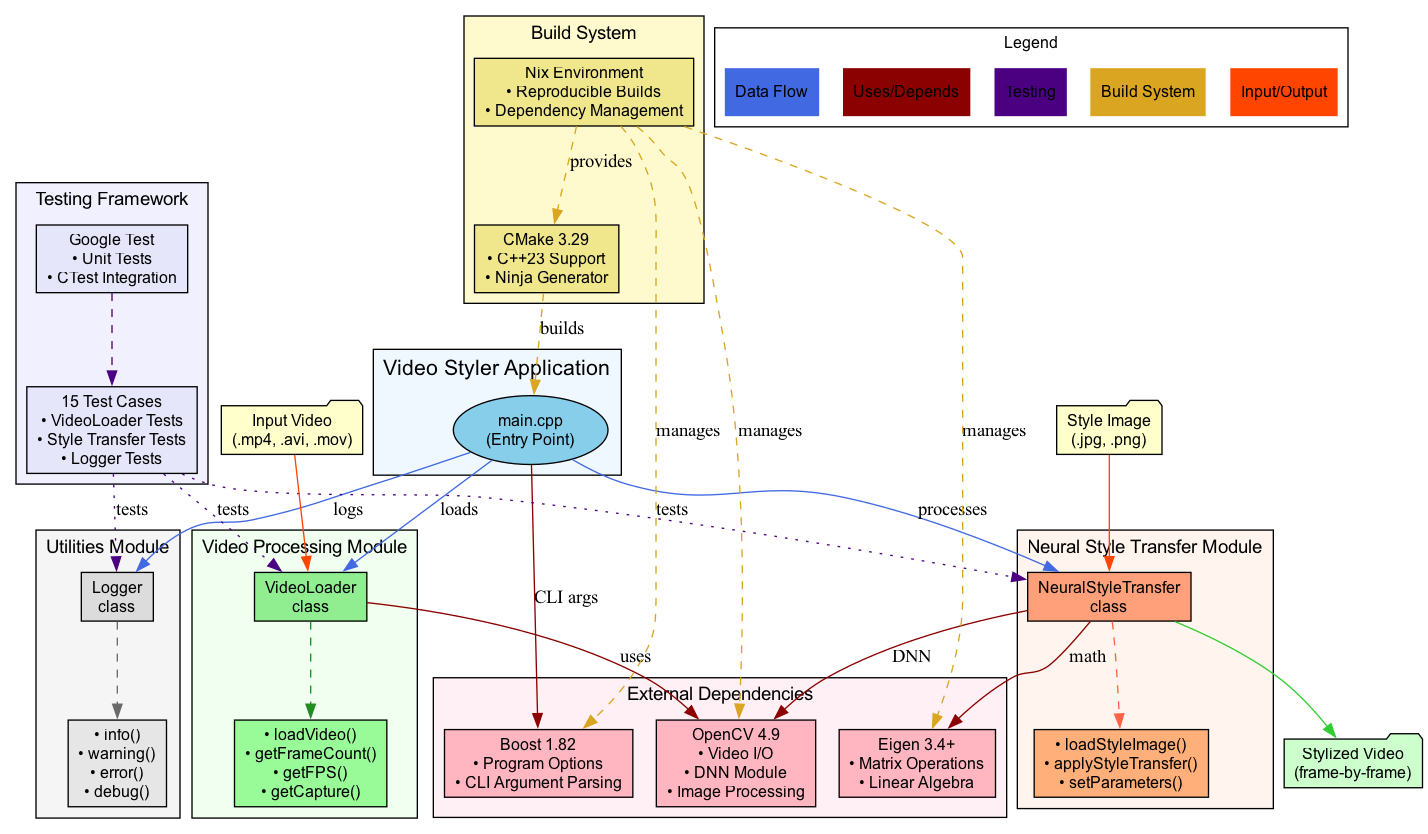 Build System
Nix Environment
• Reproducible Builds
• Dependency Management
provides
CMake 3.29
• C++23 Support
• Ninja Generator
builds
Legend
Data Flow
Uses/Depends
Testing
Build System
Input/Output
Testing Framework
Google Test
• Unit Tests
• CTest Integration
15 Test Cases
• VideoLoader Tests
• Style Transfer Tests
• Logger Tests
Input Video
(.mp4, .avi, .mov)
Video Styler Application
main.cpp
(Entry Point)
manages
manages
manages
Style Image
(.jpg, .png)
tests
tests
logs
loads
tests
processes
Utilities Module
Logger
class
• info()
• warning()
• error()
• debug()
Video Processing Module
VideoLoader
class
• loadVideo()
• getFrameCount()
• getFPS()
• getCapture()
CLI args
uses
DNN
math
External Dependencies
Boost 1.82
• Program Options
• CLI Argument Parsing
OpenCV 4.9
• Video I/O
• DNN Module
• Image Processing
Eigen 3.4+
• Matrix Operations
• Linear Algebra
Neural Style Transfer Module
NeuralStyleTransfer
class
• loadStyleImage()
• applyStyleTransfer()
• setParameters()
Stylized Video
(frame-by-frame)